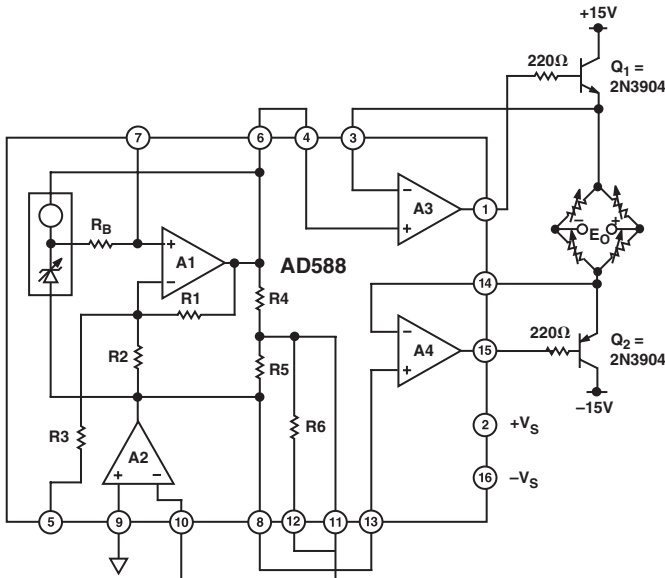 +15V
220Ω
Q1 =
2N3904
7
6
4
3
RB
+
A1
−
−
A3
+
1
AD588
− EO +
R1
R4
14
R2
R5
−
A4
+
15
220Ω
Q2 =
2N3904
−15V
R3
R6
2
+VS
A2
+
−
16
−VS
5
9
10
8
12
11
13